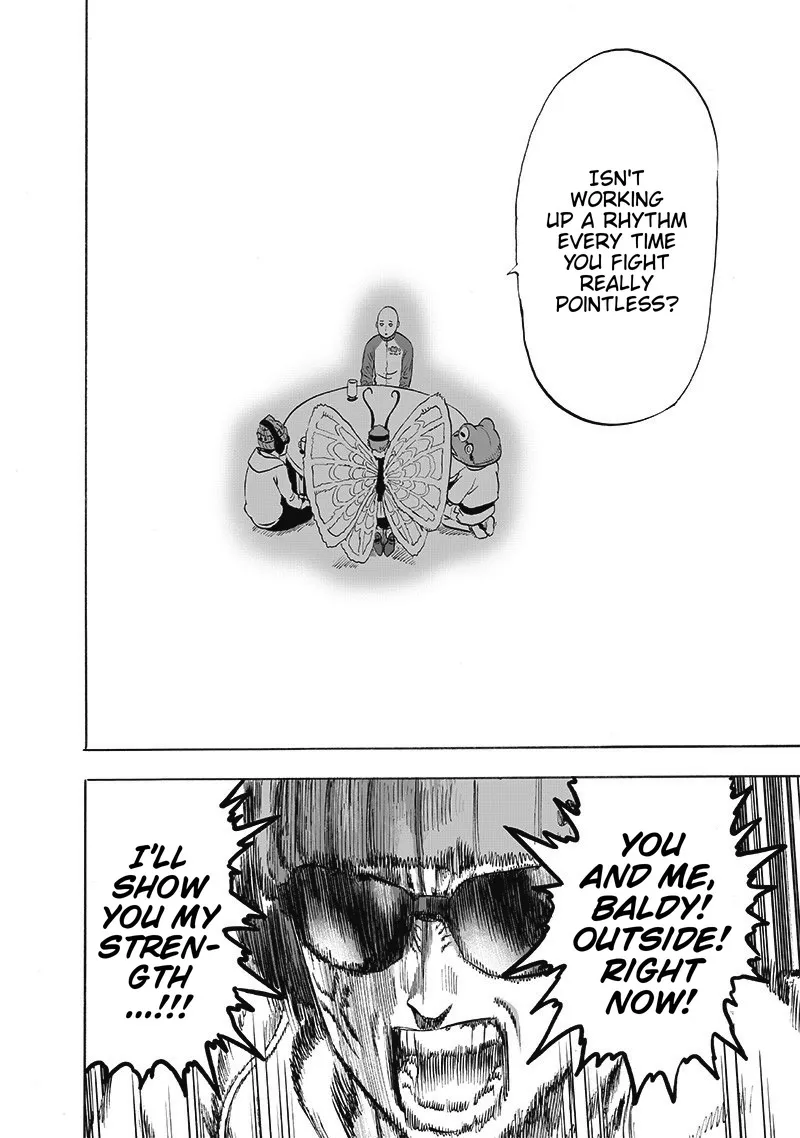 ISN'T
WORKING
UP A RHYTHM
EVERY TIME
YOU FIGHT
REALLY
POINTLESS?
YOU
AND ME,
BALDY!
OUTSIDE!
RIGHT
NOW!
I'LL
SHOW
YOU MY
STREN-
GTH
...!!!